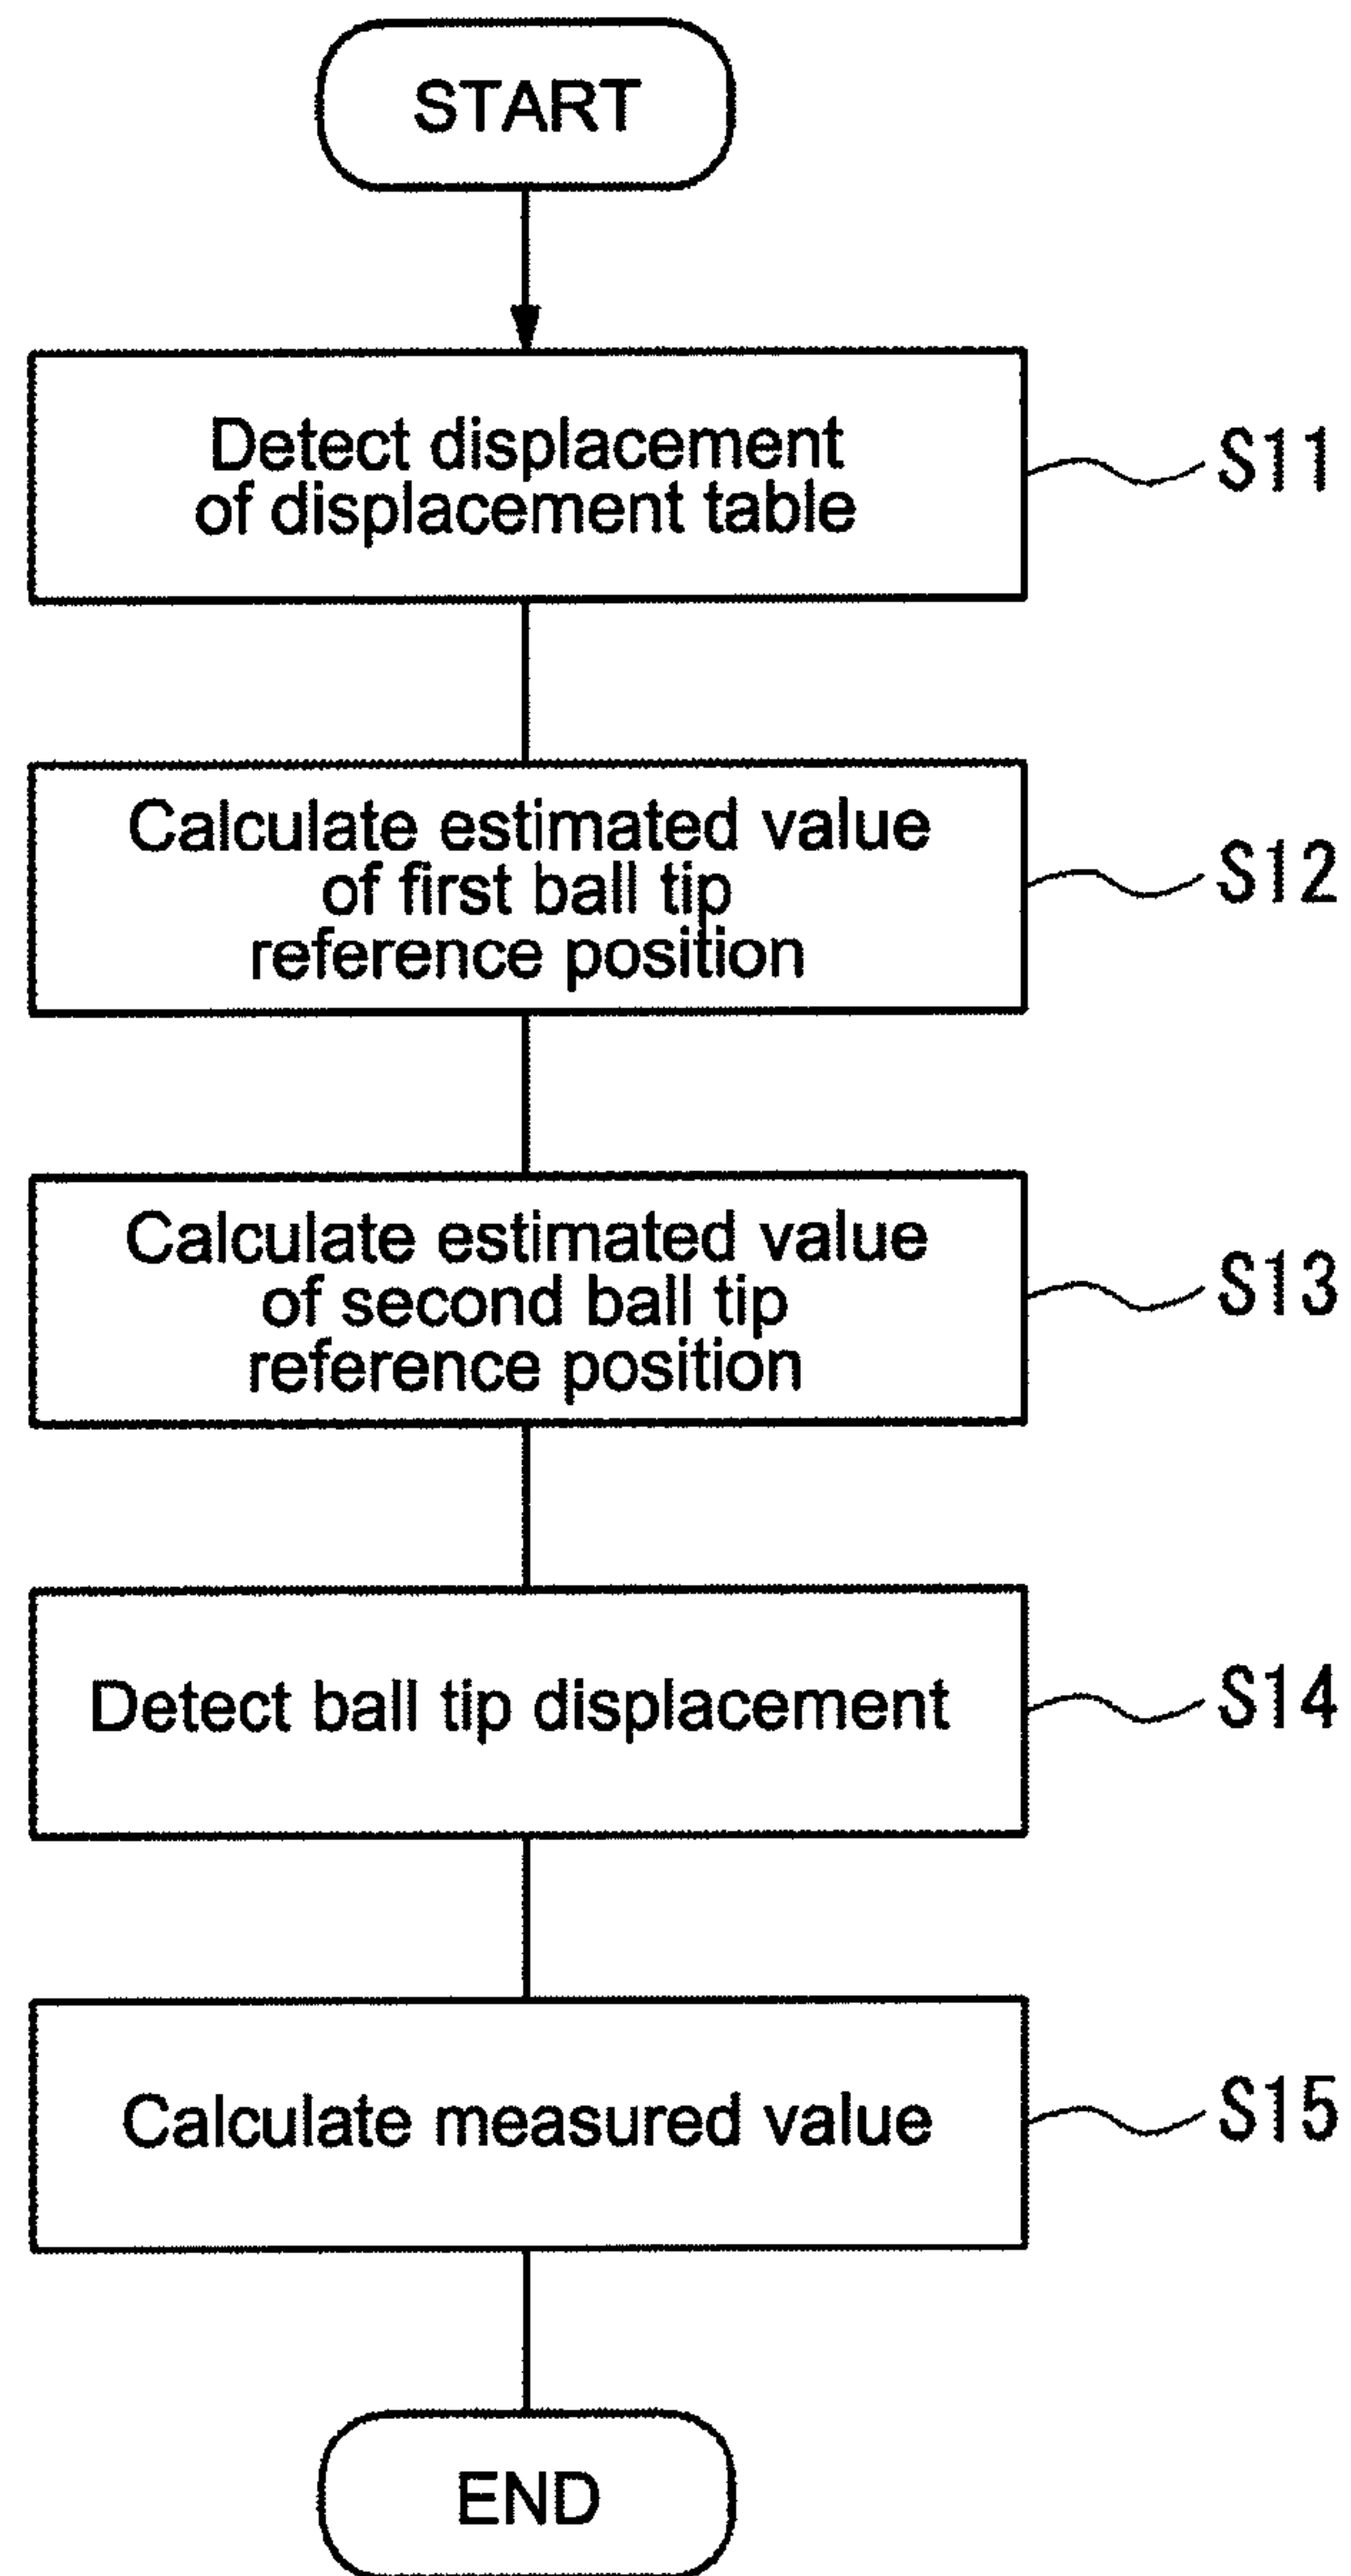 START
Detect displacement
of displacement table
S11
Calculate estimated value
of first ball tip
reference position
S12
Calculate estimated value
of second ball tip
reference position
S13
Detect ball tip displacement
S14
Calculate measured value
S15
END